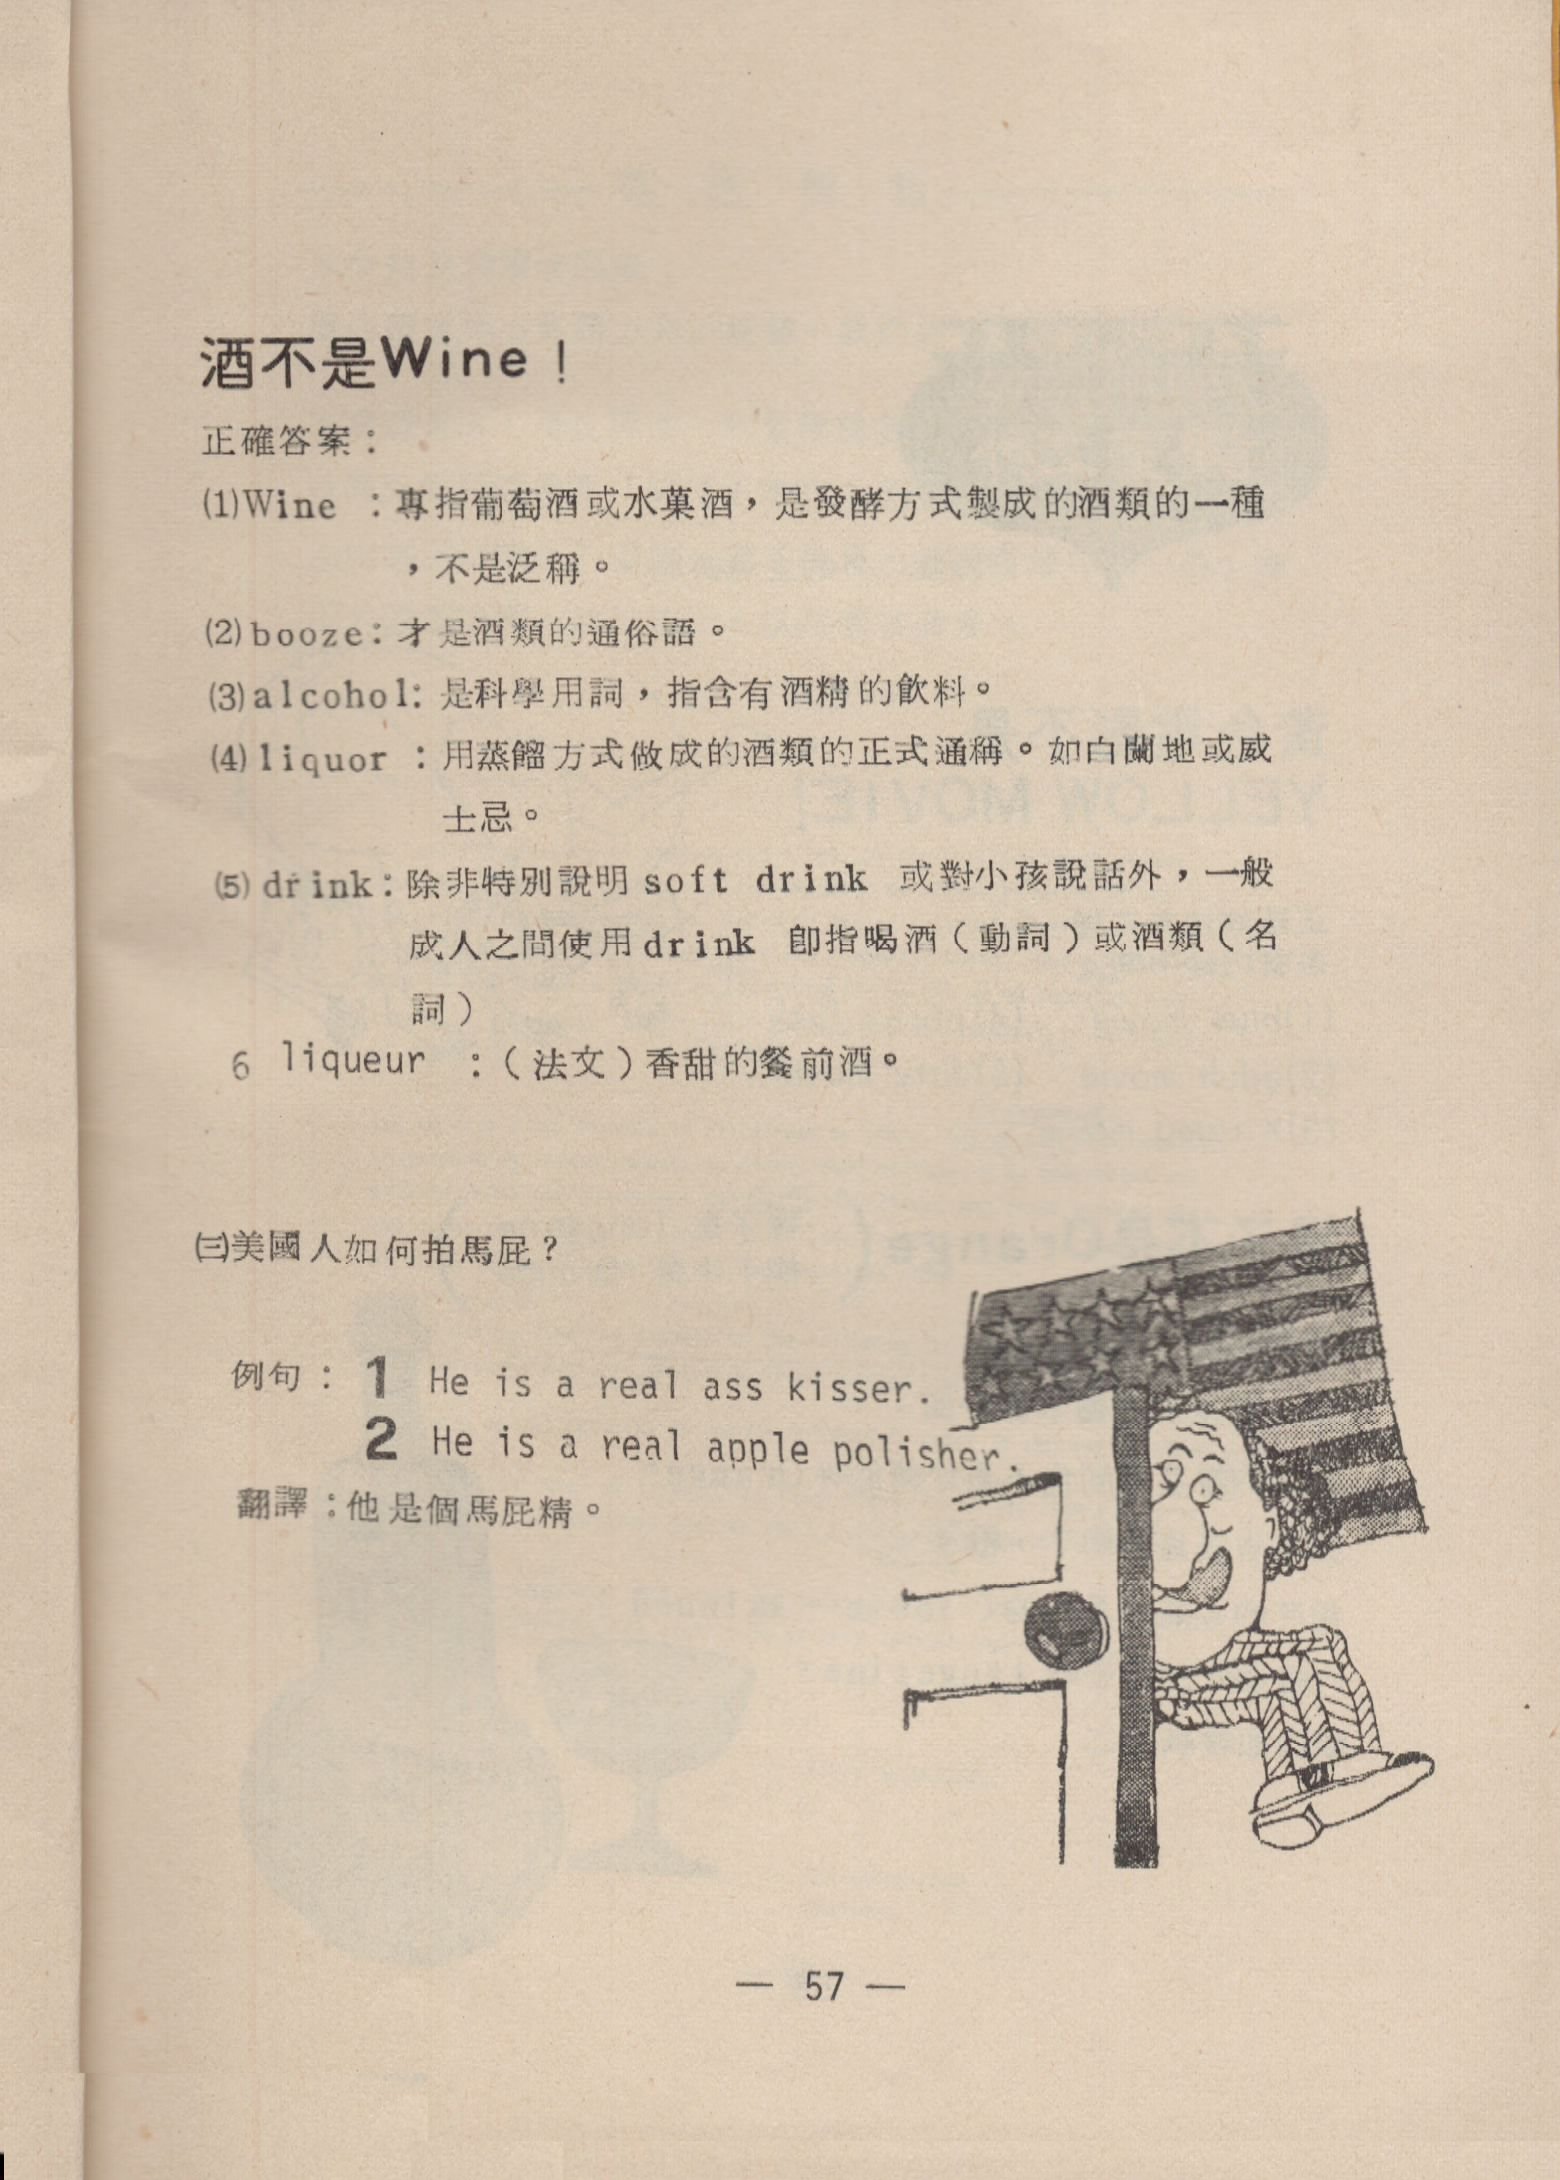 酒不是Wine！
正確答案：
⑴Wine ：專指葡萄酒或水菓酒，是發酵方式製成的酒類的一種
，不是泛稱。
⑵booze：才是酒類的通俗語。
⑶alcohol：是科學用詞，指含有酒精的飲料。
⑷liquor ：用蒸餾方式做成的酒類的正式通稱。如白蘭地或威
士忌。
⑸drink：除非特別說明 soft drink 或對小孩說話外，一般
成人之間使用drink 卽指喝酒（動詞）或酒類（名
詞）
6 liqueur ：（法文）香甜的餐前酒。
㈢美國人如何拍馬屁？
例句：1 He is a real ass kisser.
2 He is a real apple polisher.
翻譯：他是個馬屁精。
— 57 —